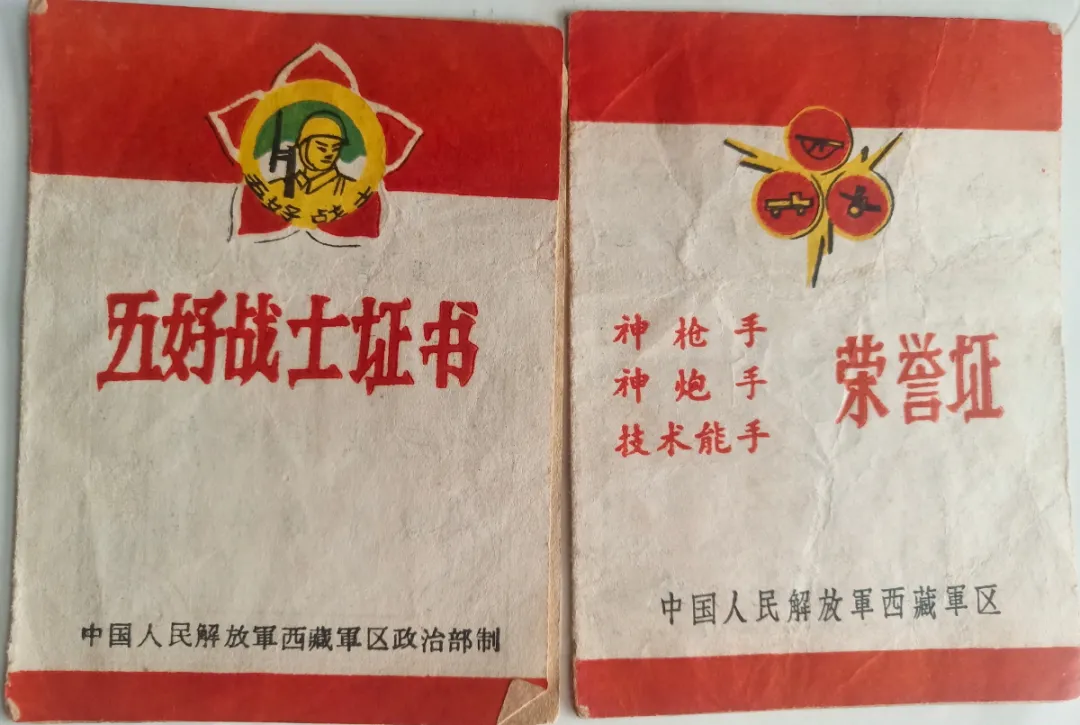 五好战士
五好战士证书
中国人民解放軍西藏軍区政治部制
神枪手
神炮手
技术能手
荣誉证
中国人民解放軍西藏軍区